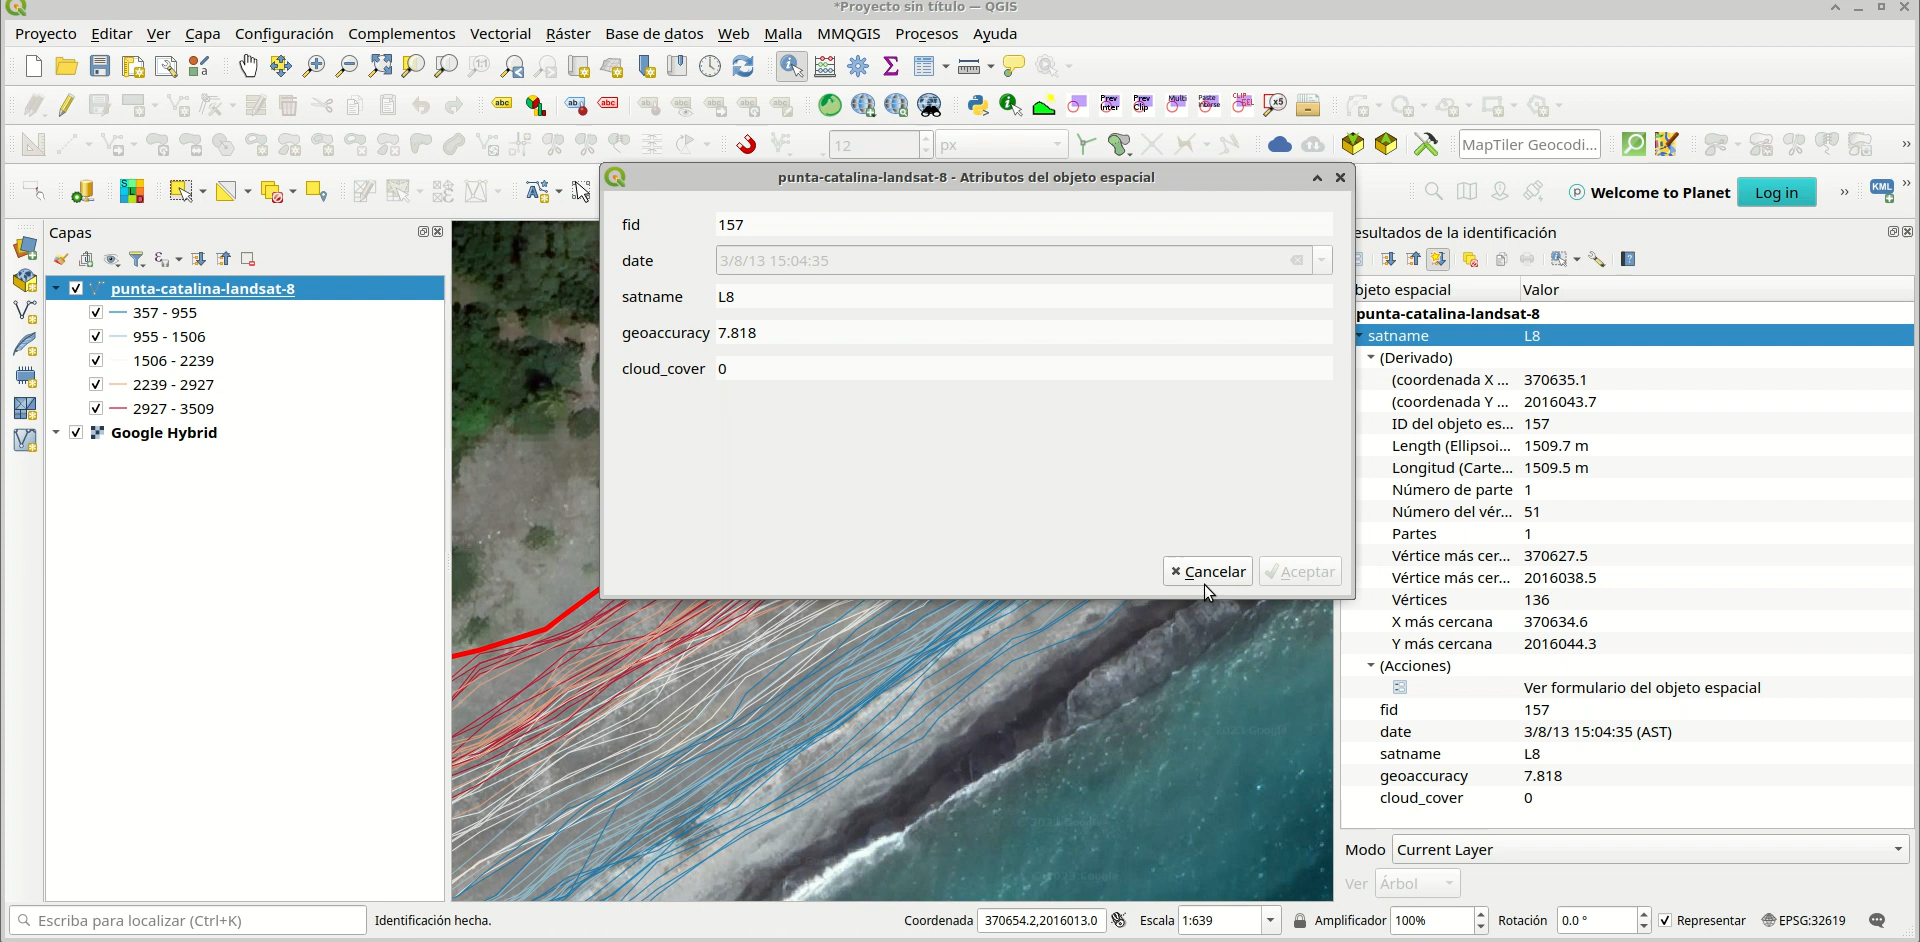 *Proyecto sin título — QGIS
Proyecto Editar Ver Capa Configuración Complementos Vectorial Ráster Base de datos Web Malla MMQGIS Procesos Ayuda
12 px MapTiler Geocodi...
Welcome to Planet Log in KML
Capas
punta-catalina-landsat-8
357 - 955
955 - 1506
1506 - 2239
2239 - 2927
2927 - 3509
Google Hybrid
punta-catalina-landsat-8 - Atributos del objeto espacial
fid 157
date 3/8/13 15:04:35
satname L8
geoaccuracy 7.818
cloud_cover 0
Cancelar Aceptar
esultados de la identificación
bjeto espacial Valor
punta-catalina-landsat-8
satname L8
(Derivado)
(coordenada X ... 370635.1
(coordenada Y ... 2016043.7
ID del objeto es... 157
Length (Ellipsoi... 1509.7 m
Longitud (Carte... 1509.5 m
Número de parte 1
Número del vér... 51
Partes 1
Vértice más cer... 370627.5
Vértice más cer... 2016038.5
Vértices 136
X más cercana 370634.6
Y más cercana 2016044.3
(Acciones)
Ver formulario del objeto espacial
fid 157
date 3/8/13 15:04:35 (AST)
satname L8
geoaccuracy 7.818
cloud_cover 0
Modo Current Layer
Ver Árbol
Escriba para localizar (Ctrl+K) Identificación hecha. Coordenada 370654.2,2016013.0 Escala 1:639 Amplificador 100% Rotación 0.0 ° Representar EPSG:32619